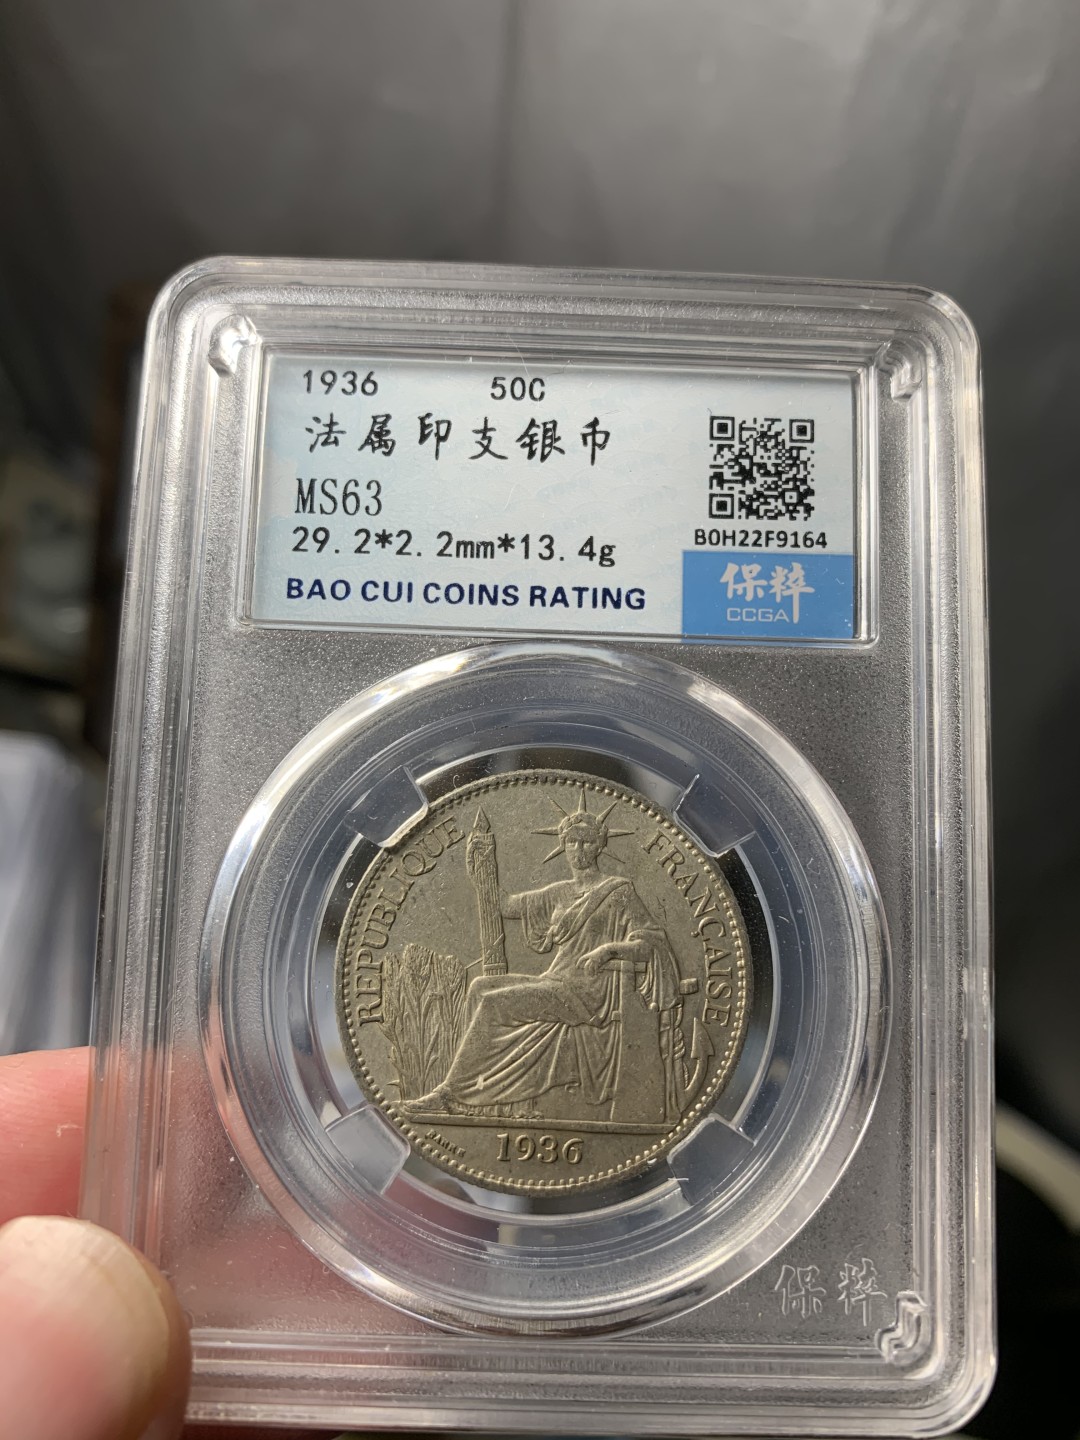 1936 50C
法属印支银币
MS63
29.2*2.2mm*13.4g
BAO CUI COINS RATING
B0H22F9164
保粹
CCGA
REPUBLIQUE FRANÇAISE
1936
保粹